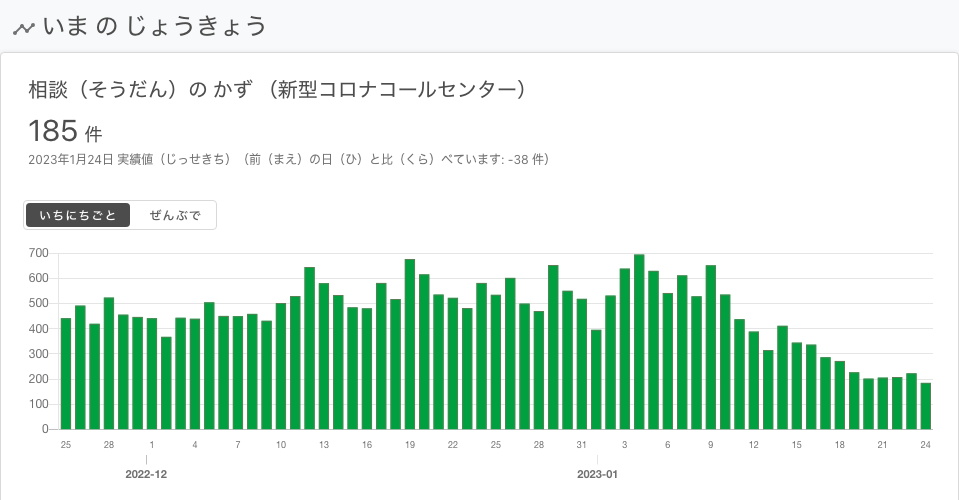 いま の じょうきょう
相談（そうだん）の かず （新型コロナコールセンター）
185 件
2023年1月24日 実績値（じっせきち）（前（まえ）の日（ひ）と比（くら）べています: -38 件）
いちにちごと ぜんぶで
700
600
500
400
300
200
100
0
25 28 1 4 7 10 13 16 19 22 25 28 31 3 6 9 12 15 18 21 24
2022-12 2023-01